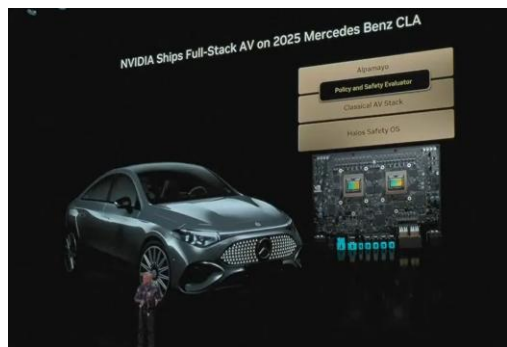 NVIDIA Ships Full-Stack AV on 2025 Mercedes Benz CLA
Alpamayo
Policy and Safety Evaluator
Classical AV Stack
Halos Safety OS